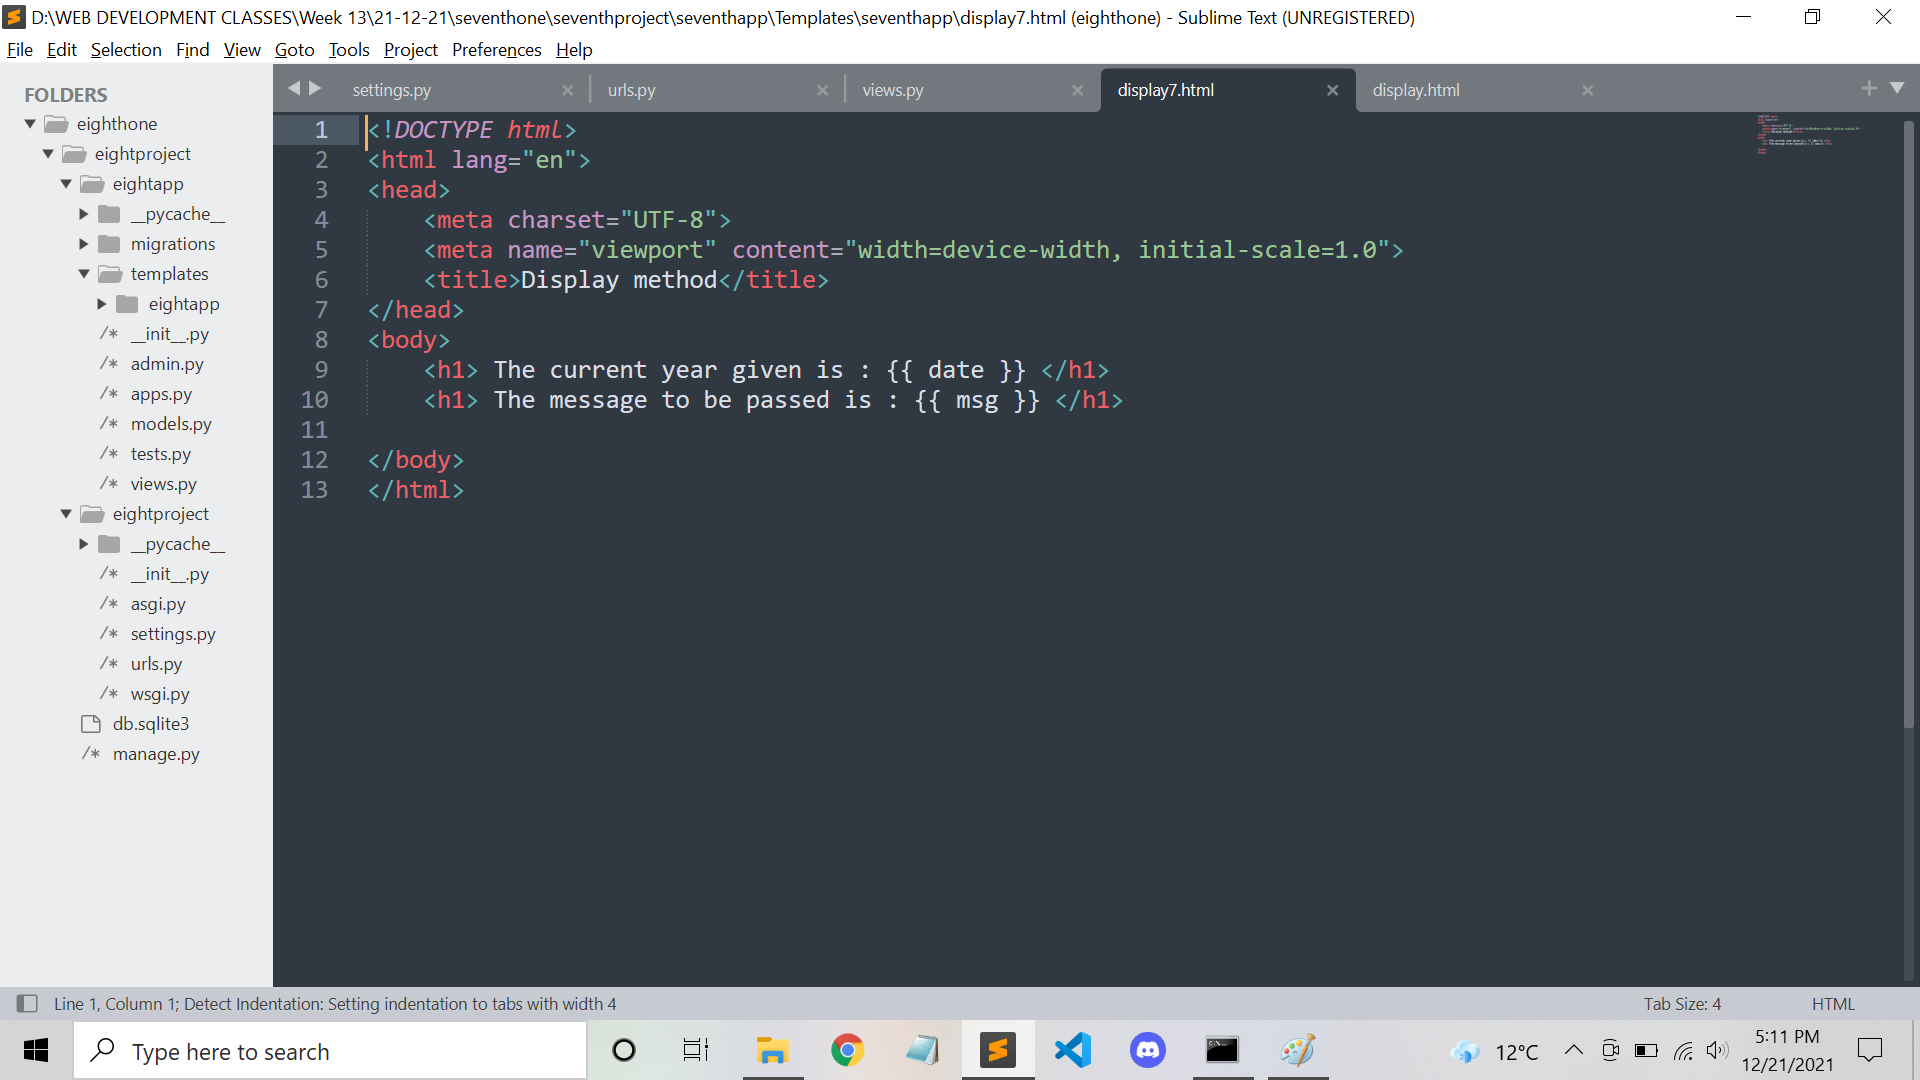 D:\WEB DEVELOPMENT CLASSES\Week 13\21-12-21\seventhone\seventhproject\seventhapp\Templates\seventhapp\display7.html (eighthone) - Sublime Text (UNREGISTERED)
File Edit Selection Find View Goto Tools Project Preferences Help
FOLDERS
eighthone
eightproject
eightapp
__pycache__
migrations
templates
eightapp
/* __init__.py
/* admin.py
/* apps.py
/* models.py
/* tests.py
/* views.py
eightproject
__pycache__
/* __init__.py
/* asgi.py
/* settings.py
/* urls.py
/* wsgi.py
db.sqlite3
/* manage.py
settings.py urls.py views.py display7.html display.html
1 <!DOCTYPE html>
2 <html lang="en">
3 <head>
4 <meta charset="UTF-8">
5 <meta name="viewport" content="width=device-width, initial-scale=1.0">
6 <title>Display method</title>
7 </head>
8 <body>
9 <h1> The current year given is : {{ date }} </h1>
10 <h1> The message to be passed is : {{ msg }} </h1>
11
12 </body>
13 </html>
Line 1, Column 1; Detect Indentation: Setting indentation to tabs with width 4 Tab Size: 4 HTML
Type here to search 12°C 5:11 PM
12/21/2021